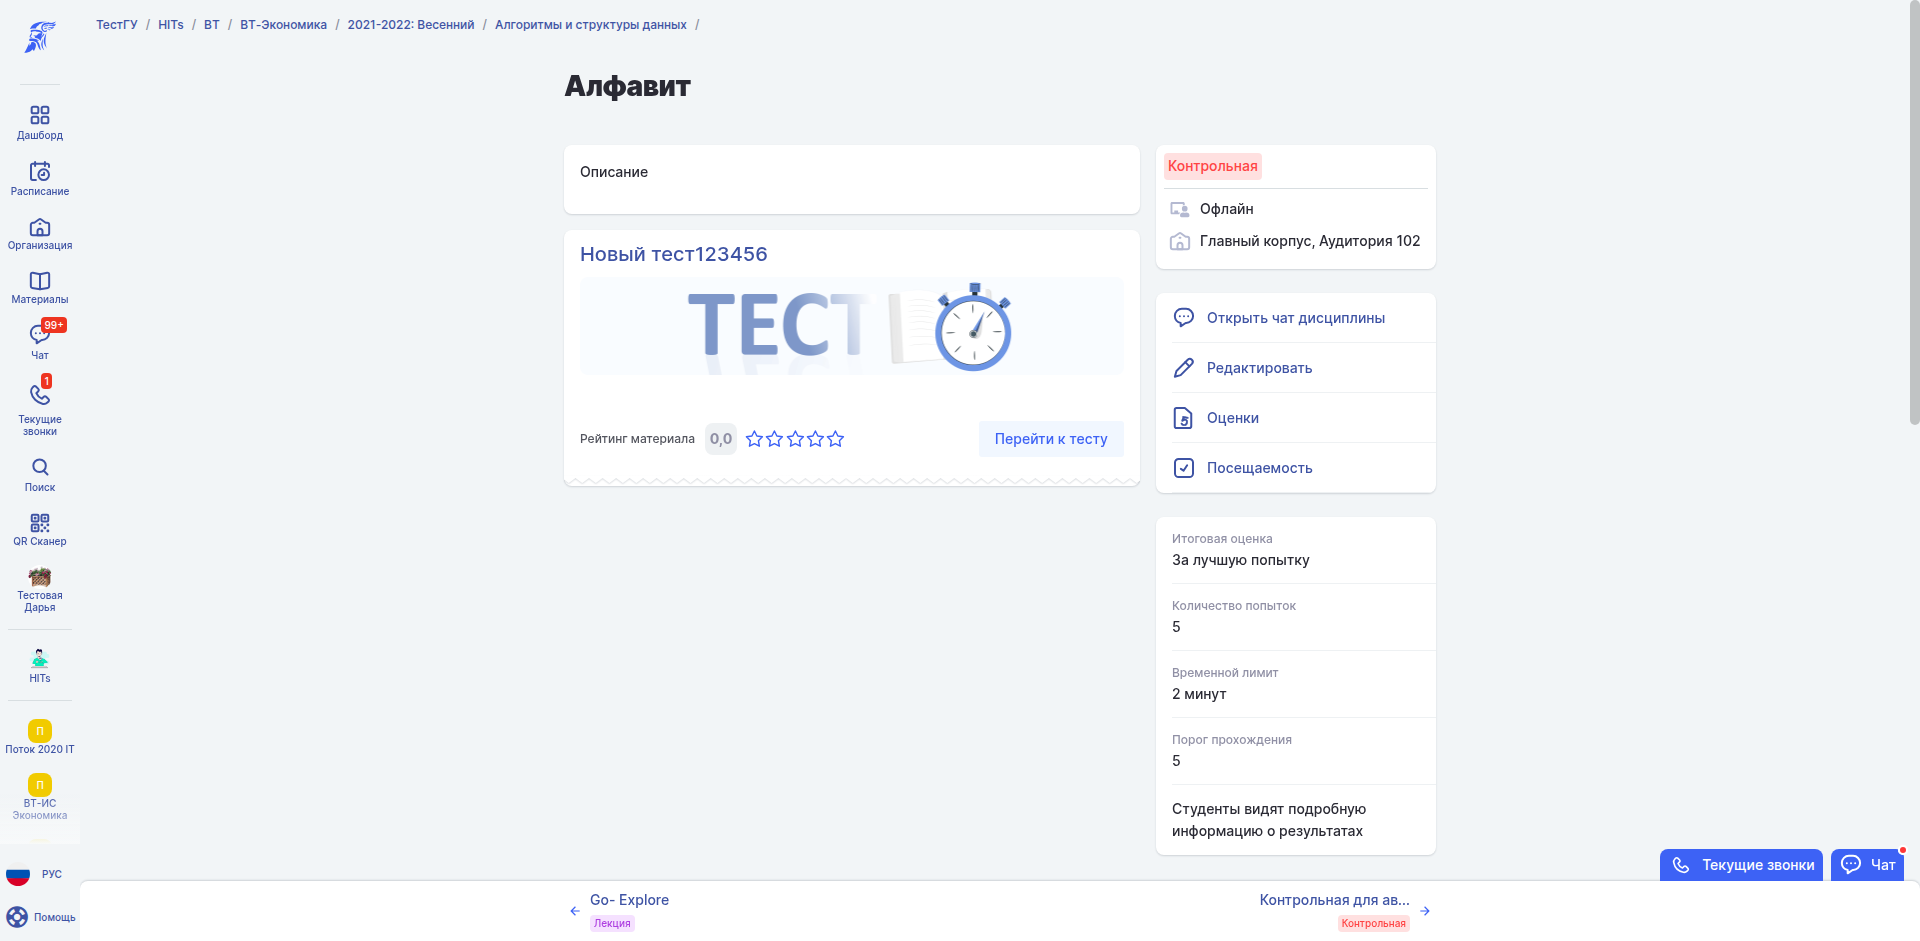 ТестГУ / HITs / ВТ / ВТ-Экономика / 2021-2022: Весенний / Алгоритмы и структуры данных /
Дашборд
Расписание
Организация
Материалы
99+
Чат
1
Текущие
звонки
Поиск
QR Сканер
Тестовая
Дарья
HITs
П
Поток 2020 IT
П
ВТ-ИС
Экономика
РУС
Помощь
Алфавит
Описание
Новый тест123456
ТЕСТ
Рейтинг материала 0,0
Перейти к тесту
Контрольная
Офлайн
Главный корпус, Аудитория 102
Открыть чат дисциплины
Редактировать
Оценки
Посещаемость
Итоговая оценка
За лучшую попытку
Количество попыток
5
Временной лимит
2 минут
Порог прохождения
5
Студенты видят подробную
информацию о результатах
Текущие звонки
Чат
Go- Explore
Лекция
Контрольная для ав...
Контрольная